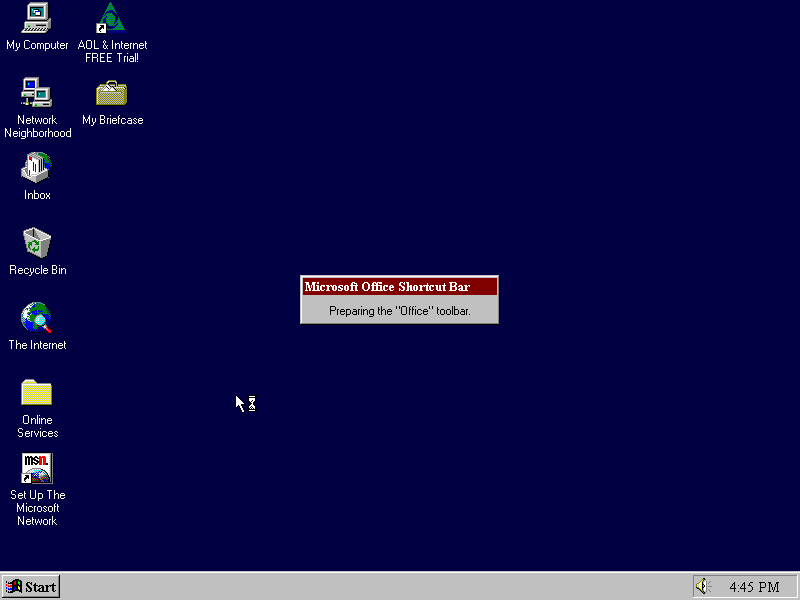 My Computer
AOL & Internet
FREE Trial!
Network
Neighborhood
My Briefcase
Inbox
Recycle Bin
The Internet
Online
Services
msn.
Set Up The
Microsoft
Network
Microsoft Office Shortcut Bar
Preparing the "Office" toolbar.
Start
4:45 PM